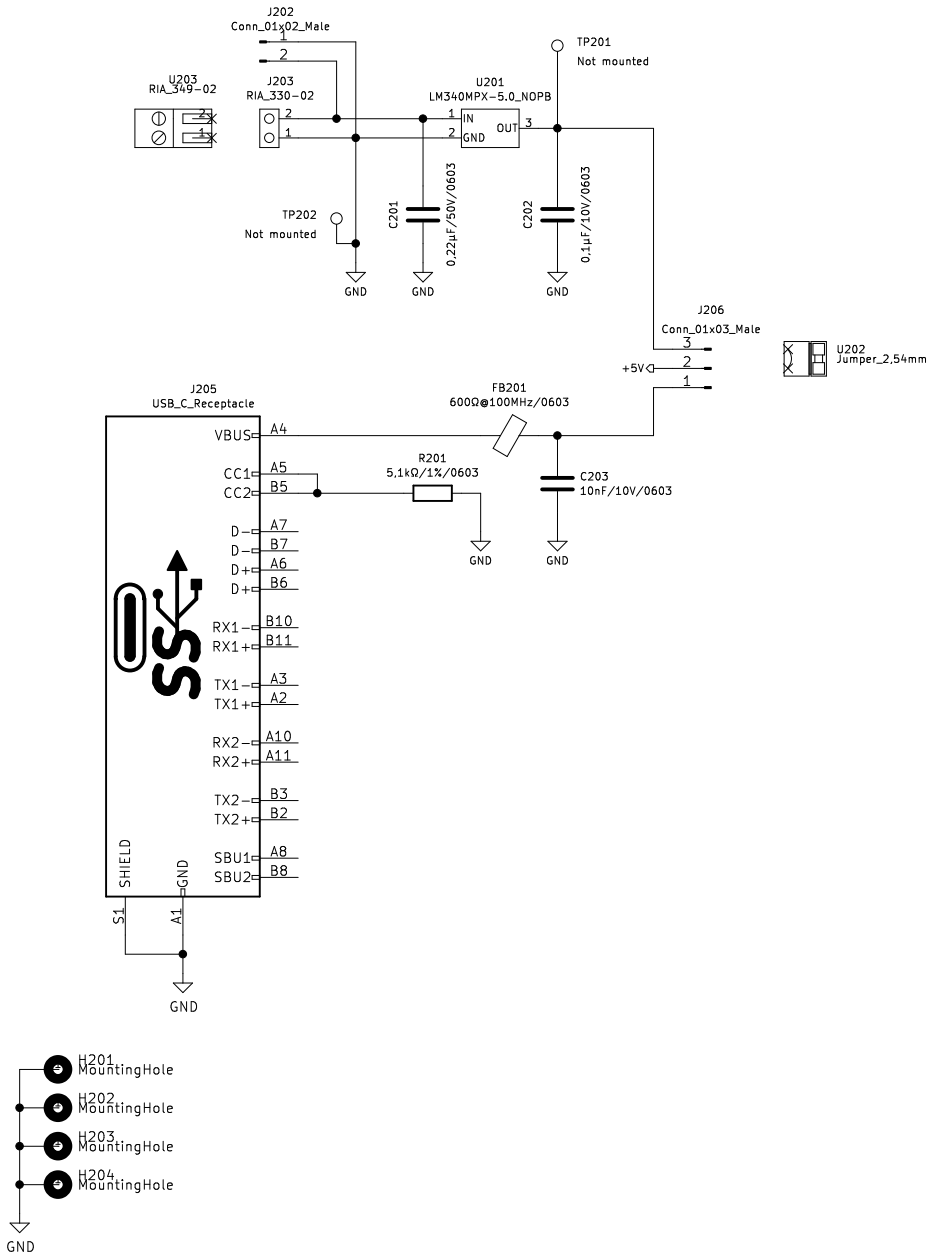 J202
Conn_01x02_Male
1
2
TP201
Not mounted
U203
RIA_349-02
2
1
J203
RIA_330-02
2
1
U201
LM340MPX-5.0_NOPB
1
IN
2
GND
OUT
3
TP202
Not mounted
C201
0,22µF/50V/0603
C202
0,1µF/10V/0603
GND
GND
GND
J206
Conn_01x03_Male
3
+5V
2
1
U202
Jumper_2,54mm
J205
USB_C_Receptacle
FB201
600Ω@100MHz/0603
VBUS
A4
CC1
A5
CC2
B5
R201
5,1kΩ/1%/0603
C203
10nF/10V/0603
GND
GND
D-
A7
D-
B7
D+
A6
D+
B6
RX1-
B10
RX1+
B11
SS
TX1-
A3
TX1+
A2
RX2-
A10
RX2+
A11
TX2-
B3
TX2+
B2
SBU1
A8
SBU2
B8
SHIELD
GND
S1
A1
GND
H201
MountingHole
H202
MountingHole
H203
MountingHole
H204
MountingHole
GND